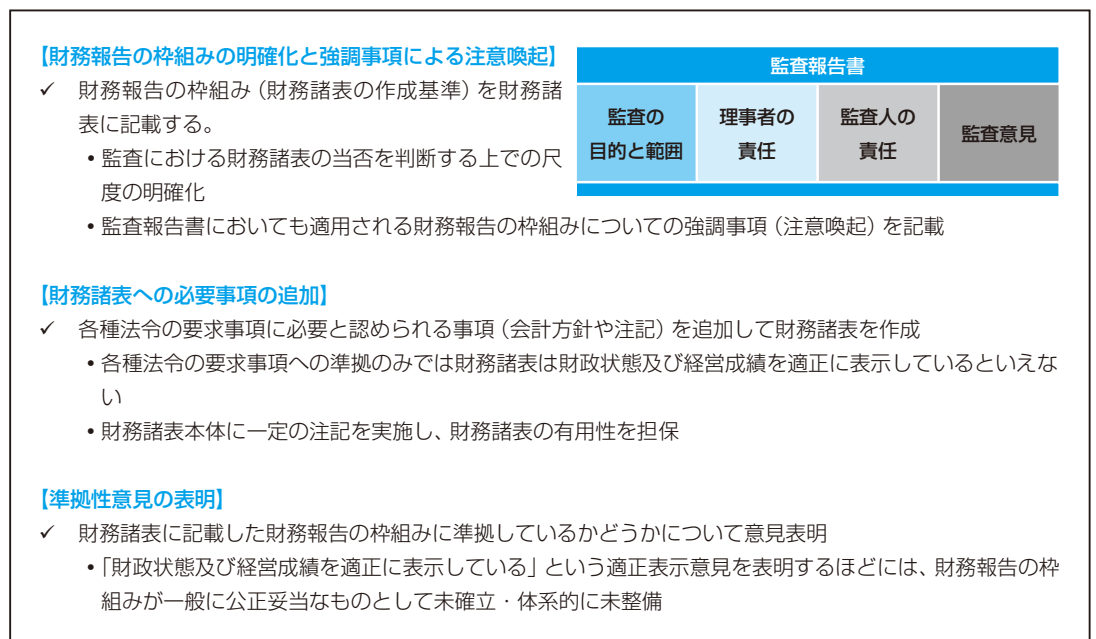 【財務報告の枠組みの明確化と強調事項による注意喚起】
✓ 財務報告の枠組み（財務諸表の作成基準）を財務諸
表に記載する。
•監査における財務諸表の当否を判断する上での尺
度の明確化
•監査報告書においても適用される財務報告の枠組みについての強調事項（注意喚起）を記載
監査報告書
監査の
目的と範囲
理事者の
責任
監査人の
責任
監査意見
【財務諸表への必要事項の追加】
✓ 各種法令の要求事項に必要と認められる事項（会計方針や注記）を追加して財務諸表を作成
•各種法令の要求事項への準拠のみでは財務諸表は財政状態及び経営成績を適正に表示しているといえな
い
•財務諸表本体に一定の注記を実施し、財務諸表の有用性を担保
【準拠性意見の表明】
✓ 財務諸表に記載した財務報告の枠組みに準拠しているかどうかについて意見表明
•「財政状態及び経営成績を適正に表示している」という適正表示意見を表明するほどには、財務報告の枠
組みが一般に公正妥当なものとして未確立・体系的に未整備